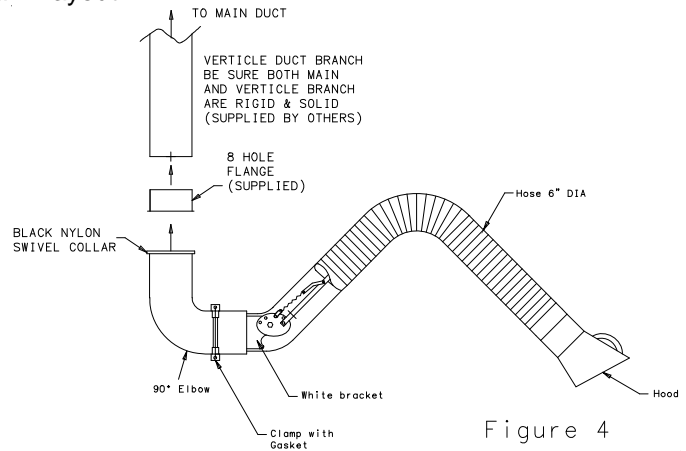 TO MAIN DUCT
VERTICLE DUCT BRANCH
BE SURE BOTH MAIN
AND VERTICLE BRANCH
ARE RIGID & SOLID
(SUPPLIED BY OTHERS)
8 HOLE
FLANGE
(SUPPLIED)
Hose 6" DIA
BLACK NYLON
SWIVEL COLLAR
90° Elbow
White bracket
Hood
Clamp with
Gasket
Figure 4